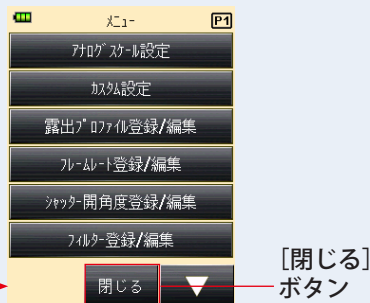 ﾒﾆｭｰ
P1
ｱﾅﾛｸﾞｽｹｰﾙ設定
ｶｽﾀﾑ設定
露出ﾌﾟﾛﾌｧｲﾙ登録/編集
ﾌﾚｰﾑﾚｰﾄ登録/編集
ｼｬｯﾀｰ開角度登録/編集
ﾌｨﾙﾀｰ登録/編集
閉じる
［閉じる］
ボタン